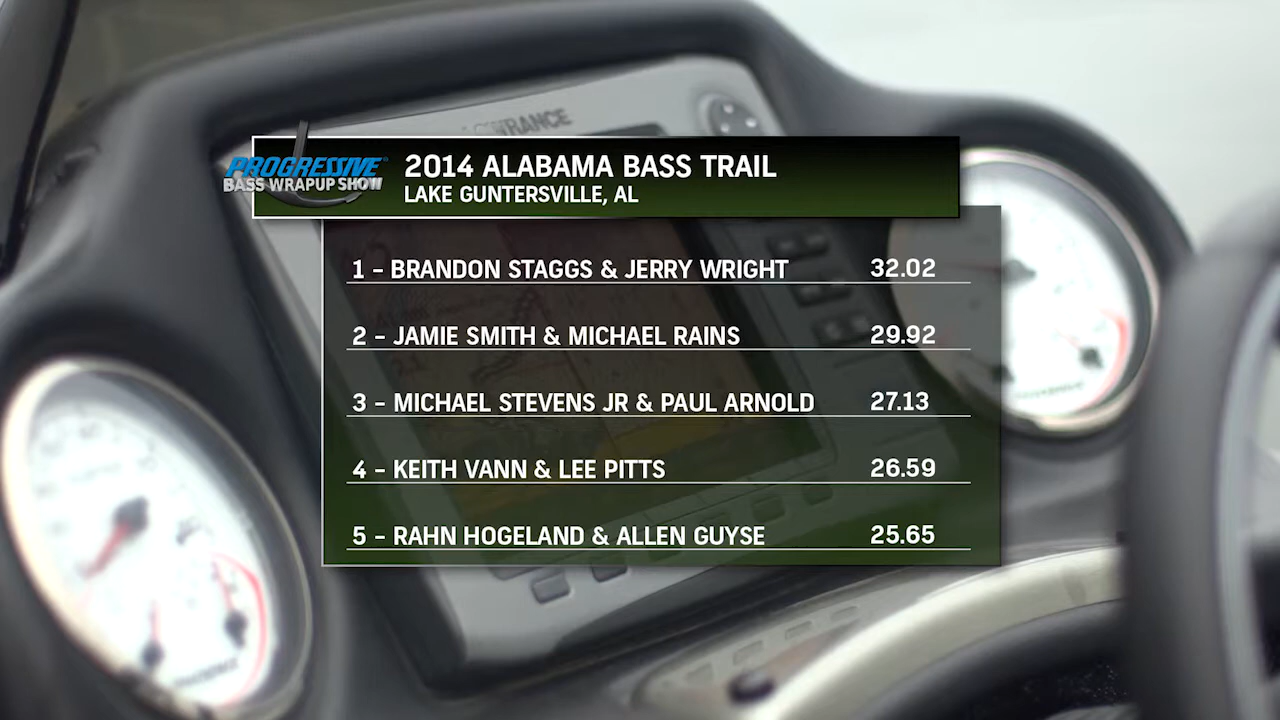 LOWRANCE
PROGRESSIVE
BASS WRAPUP SHOW
2014 ALABAMA BASS TRAIL
LAKE GUNTERSVILLE, AL
1 – BRANDON STAGGS & JERRY WRIGHT 32.02
2 – JAMIE SMITH & MICHAEL RAINS 29.92
3 – MICHAEL STEVENS JR & PAUL ARNOLD 27.13
4 – KEITH VANN & LEE PITTS 26.59
5 – RAHN HOGELAND & ALLEN GUYSE 25.65